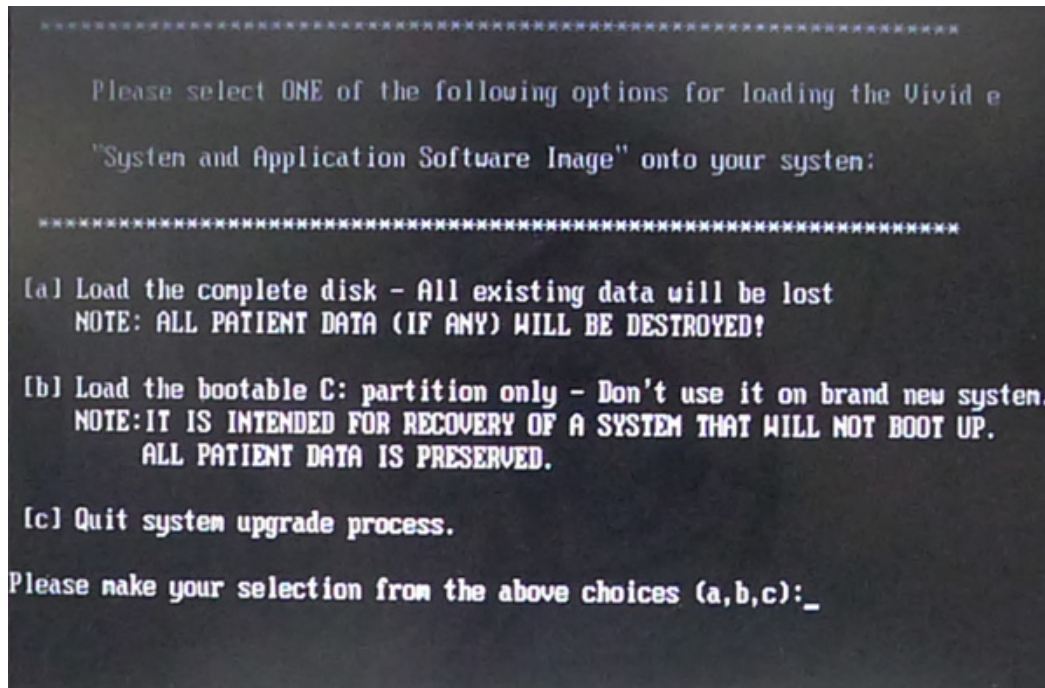 *********************************************************************
Please select ONE of the following options for loading the Vivid e
"System and Application Software Image" onto your system:
*********************************************************************
[a] Load the complete disk - All existing data will be lost
NOTE: ALL PATIENT DATA (IF ANY) WILL BE DESTROYED!
[b] Load the bootable C: partition only - Don't use it on brand new system.
NOTE:IT IS INTENDED FOR RECOVERY OF A SYSTEM THAT WILL NOT BOOT UP.
ALL PATIENT DATA IS PRESERVED.
[c] Quit system upgrade process.
Please make your selection from the above choices (a,b,c):_